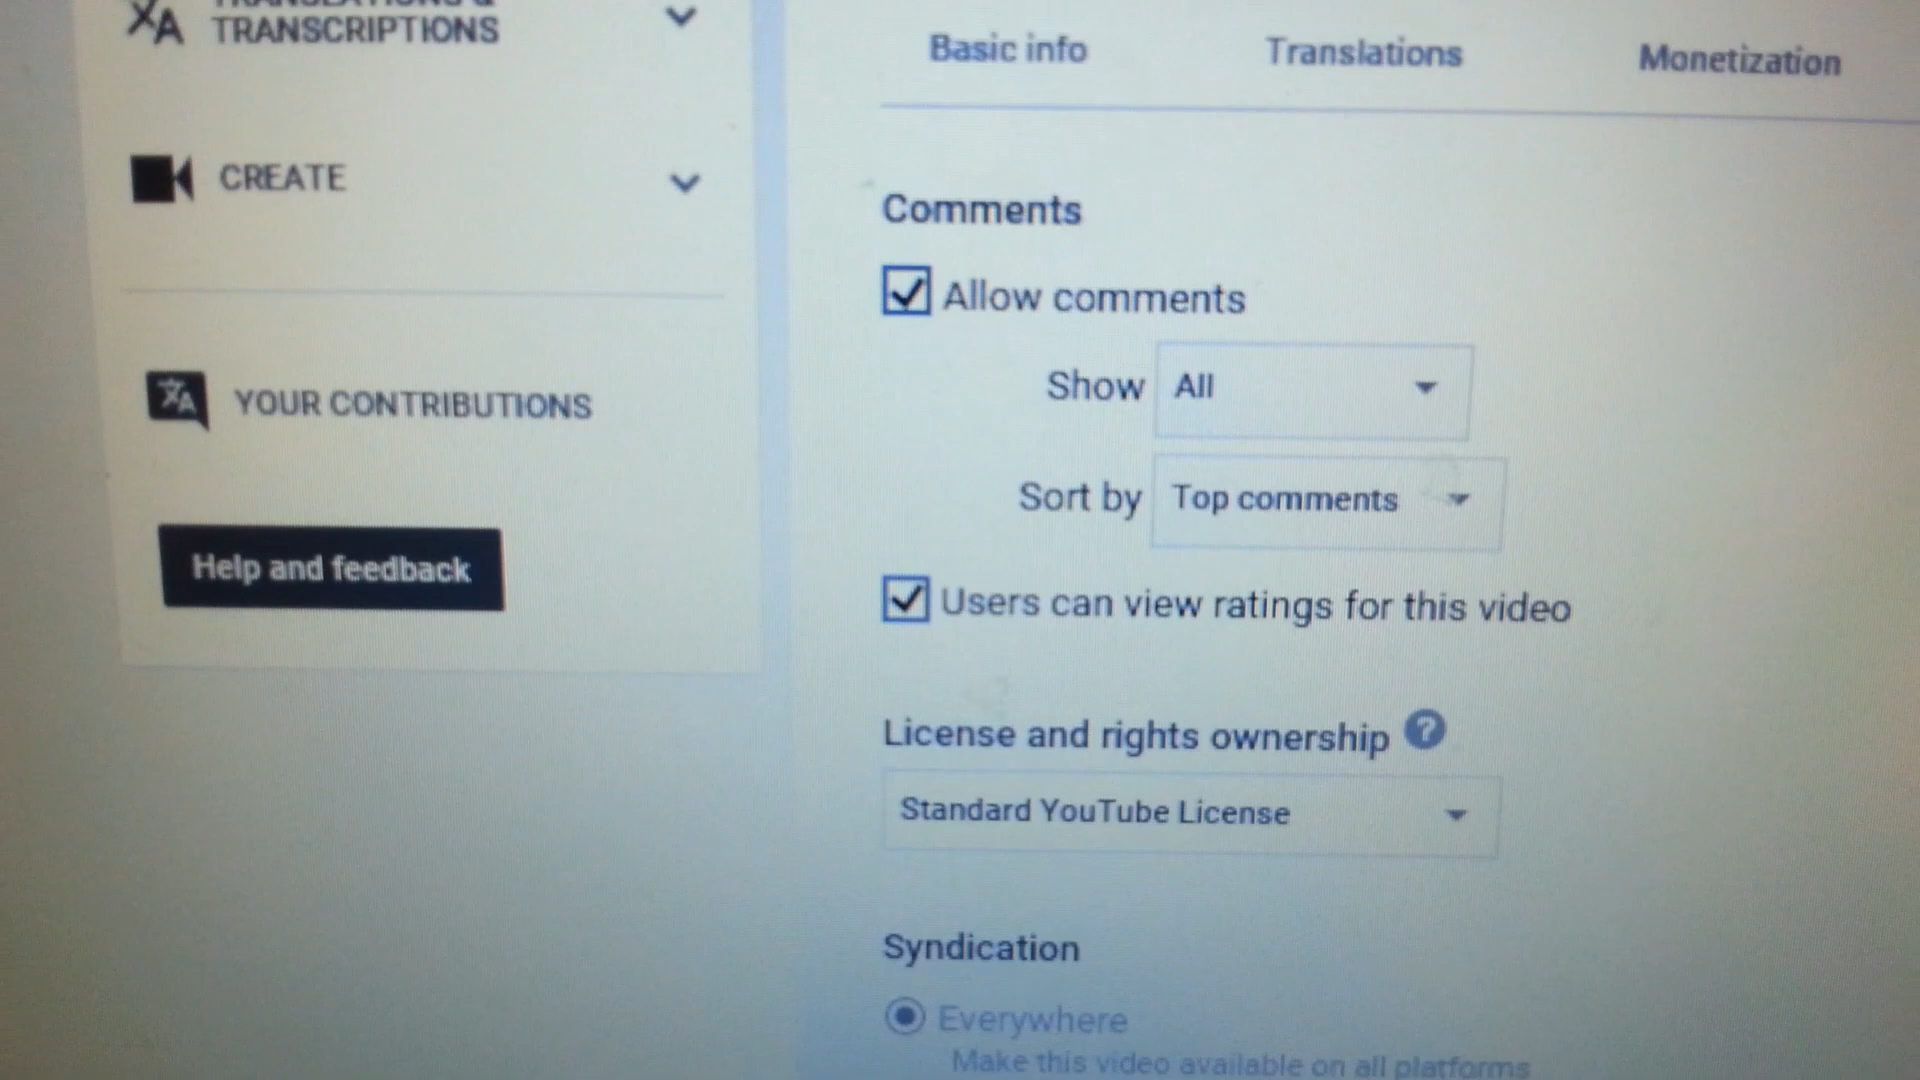 TRANSLATIONS &
TRANSCRIPTIONS
CREATE
YOUR CONTRIBUTIONS
Help and feedback
Basic info Translations Monetization
Comments
Allow comments
Show All
Sort by Top comments
Users can view ratings for this video
License and rights ownership ?
Standard YouTube License
Syndication
Everywhere
Make this video available on all platforms